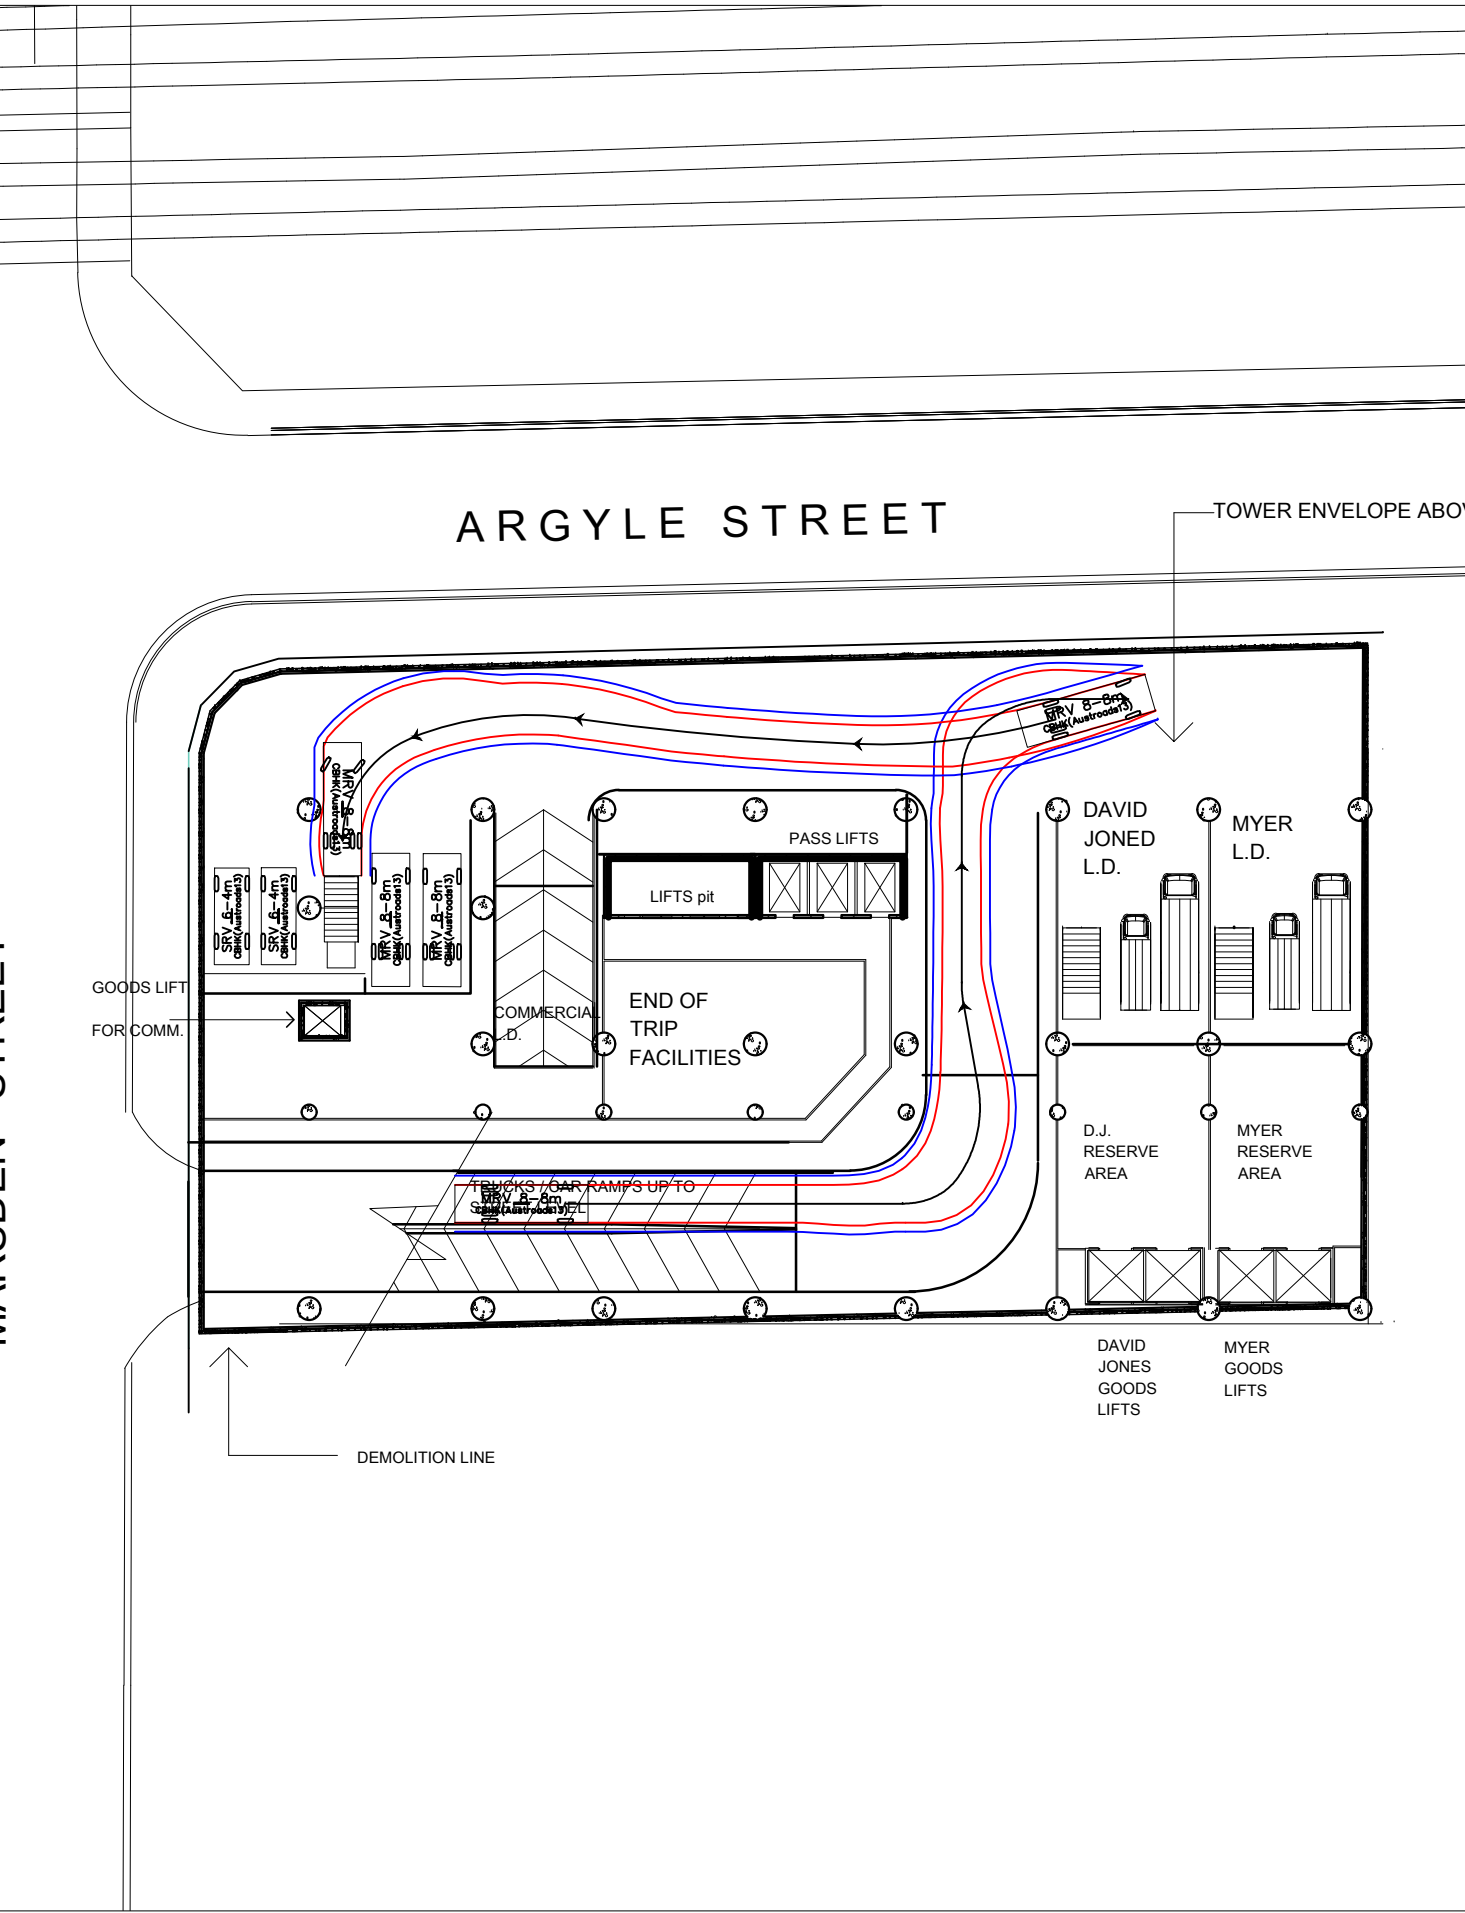 ARGYLE STREET
TOWER ENVELOPE ABOV
MRV 8-8m
CBHK(Austroads13)
MRV 8-8m
CBHK(Austroads13)
DAVID
JONED
L.D.
MYER
L.D.
PASS LIFTS
LIFTS pit
SRV 6-4m
CBHK(Austroads13)
SRV 6-4m
CBHK(Austroads13)
MRV 8-8m
CBHK(Austroads13)
MRV 8-8m
CBHK(Austroads13)
GOODS LIFT
FOR COMM.
COMMERCIAL
L.D.
END OF
TRIP
FACILITIES
D.J.
RESERVE
AREA
MYER
RESERVE
AREA
TRUCKS / CAR RAMPS UP TO
MRV 8-8m
CBHK(Austroads13)
DAVID
JONES
GOODS
LIFTS
MYER
GOODS
LIFTS
DEMOLITION LINE